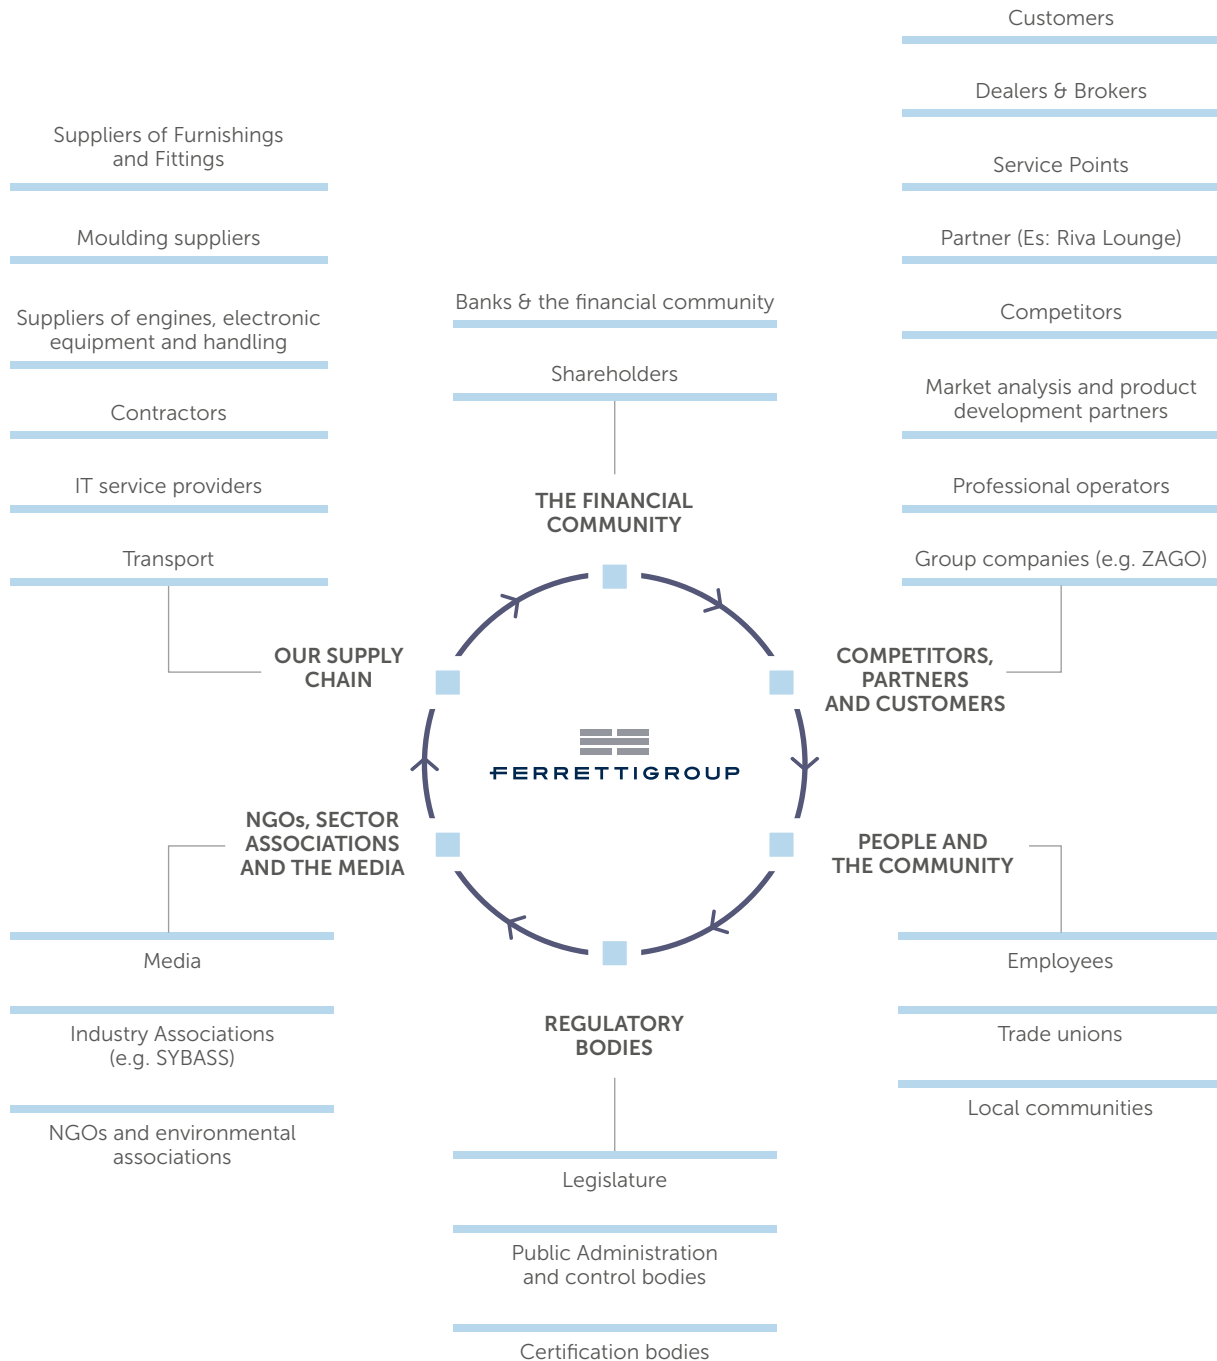 Customers
Dealers & Brokers
Service Points
Partner (Es: Riva Lounge)
Competitors
Market analysis and product
development partners
Professional operators
Group companies (e.g. ZAGO)
Suppliers of Furnishings
and Fittings
Moulding suppliers
Suppliers of engines, electronic
equipment and handling
Contractors
IT service providers
Transport
Banks & the financial community
Shareholders
THE FINANCIAL
COMMUNITY
OUR SUPPLY
CHAIN
COMPETITORS,
PARTNERS
AND CUSTOMERS
FERRETTIGROUP
NGOs, SECTOR
ASSOCIATIONS
AND THE MEDIA
PEOPLE AND
THE COMMUNITY
REGULATORY
BODIES
Media
Industry Associations
(e.g. SYBASS)
NGOs and environmental
associations
Employees
Trade unions
Local communities
Legislature
Public Administration
and control bodies
Certification bodies